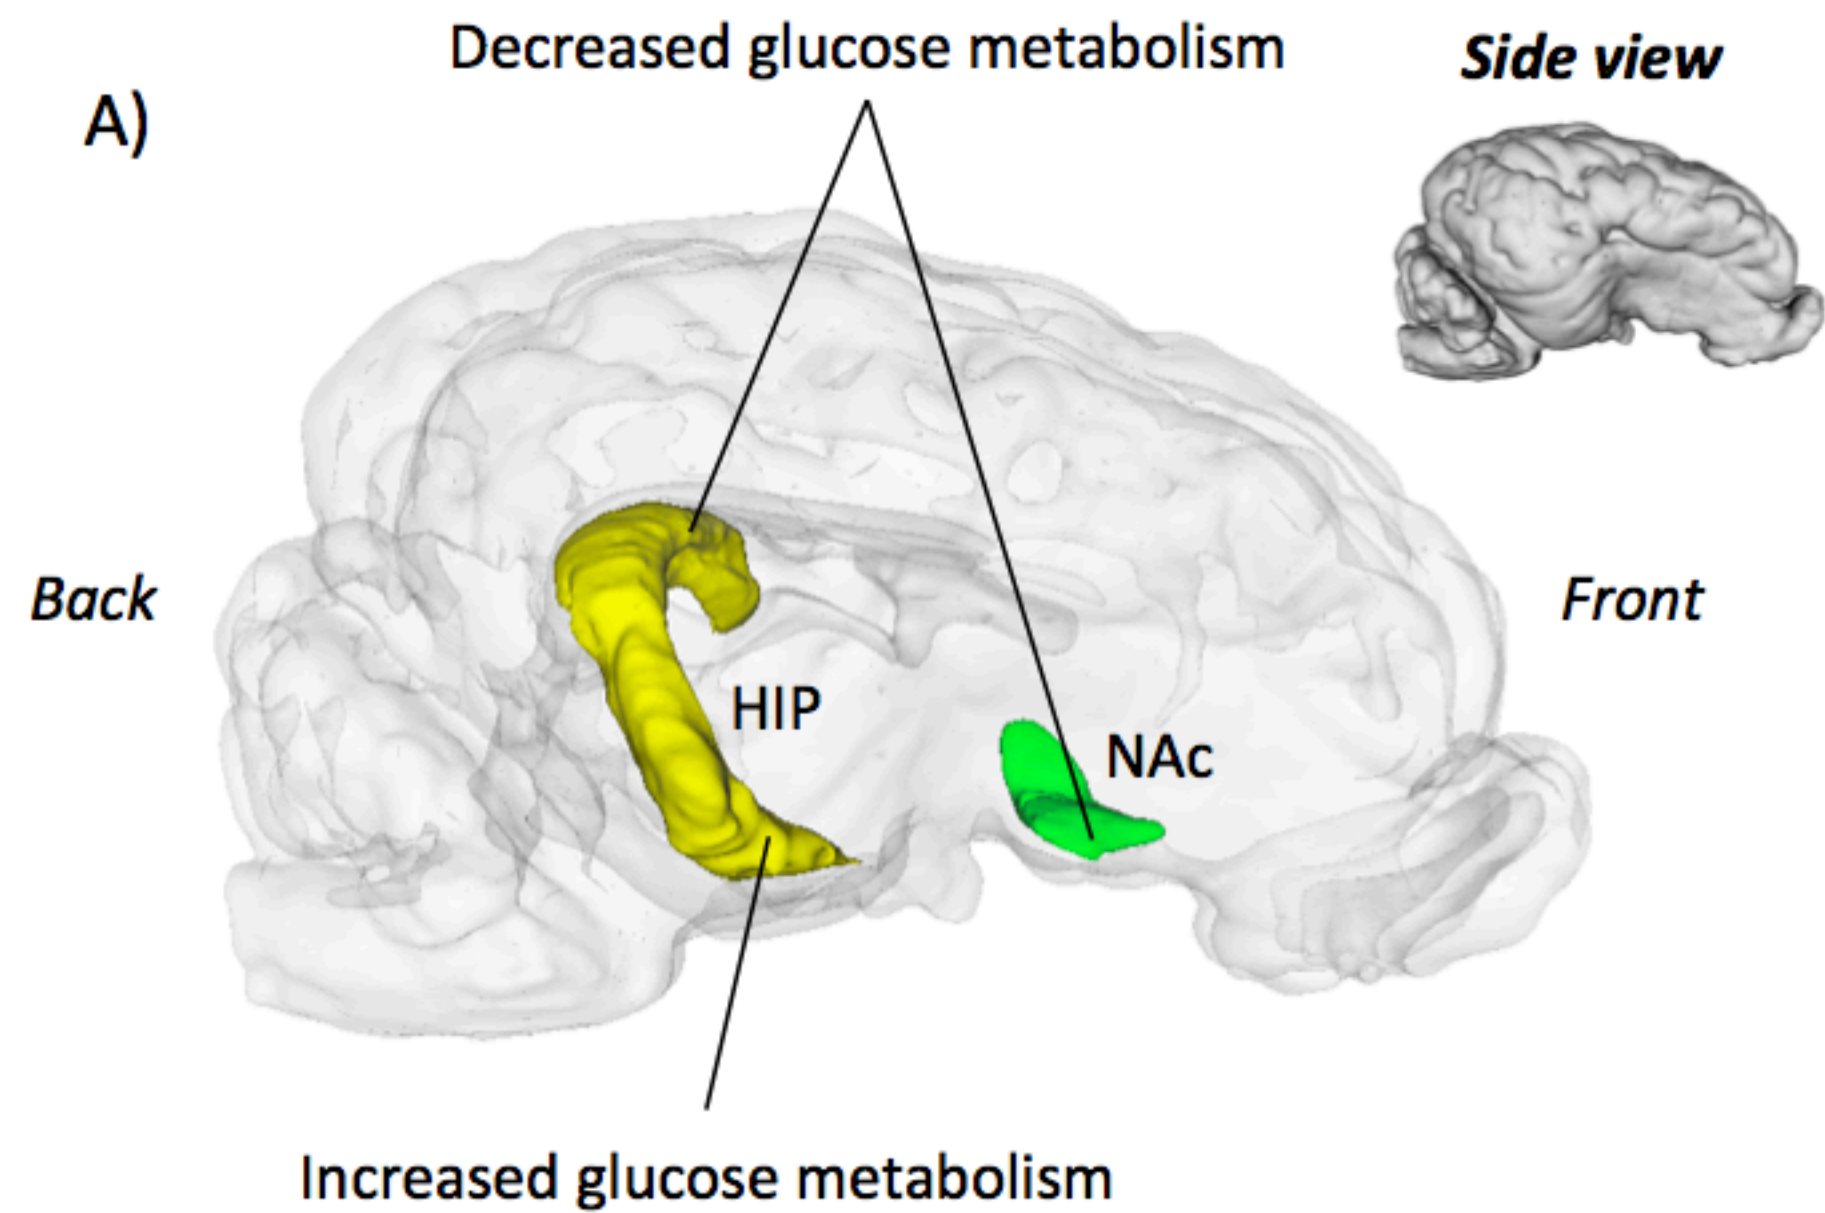 Decreased glucose metabolism
Side view
A)
Back
Front
HIP
NAc
Increased glucose metabolism